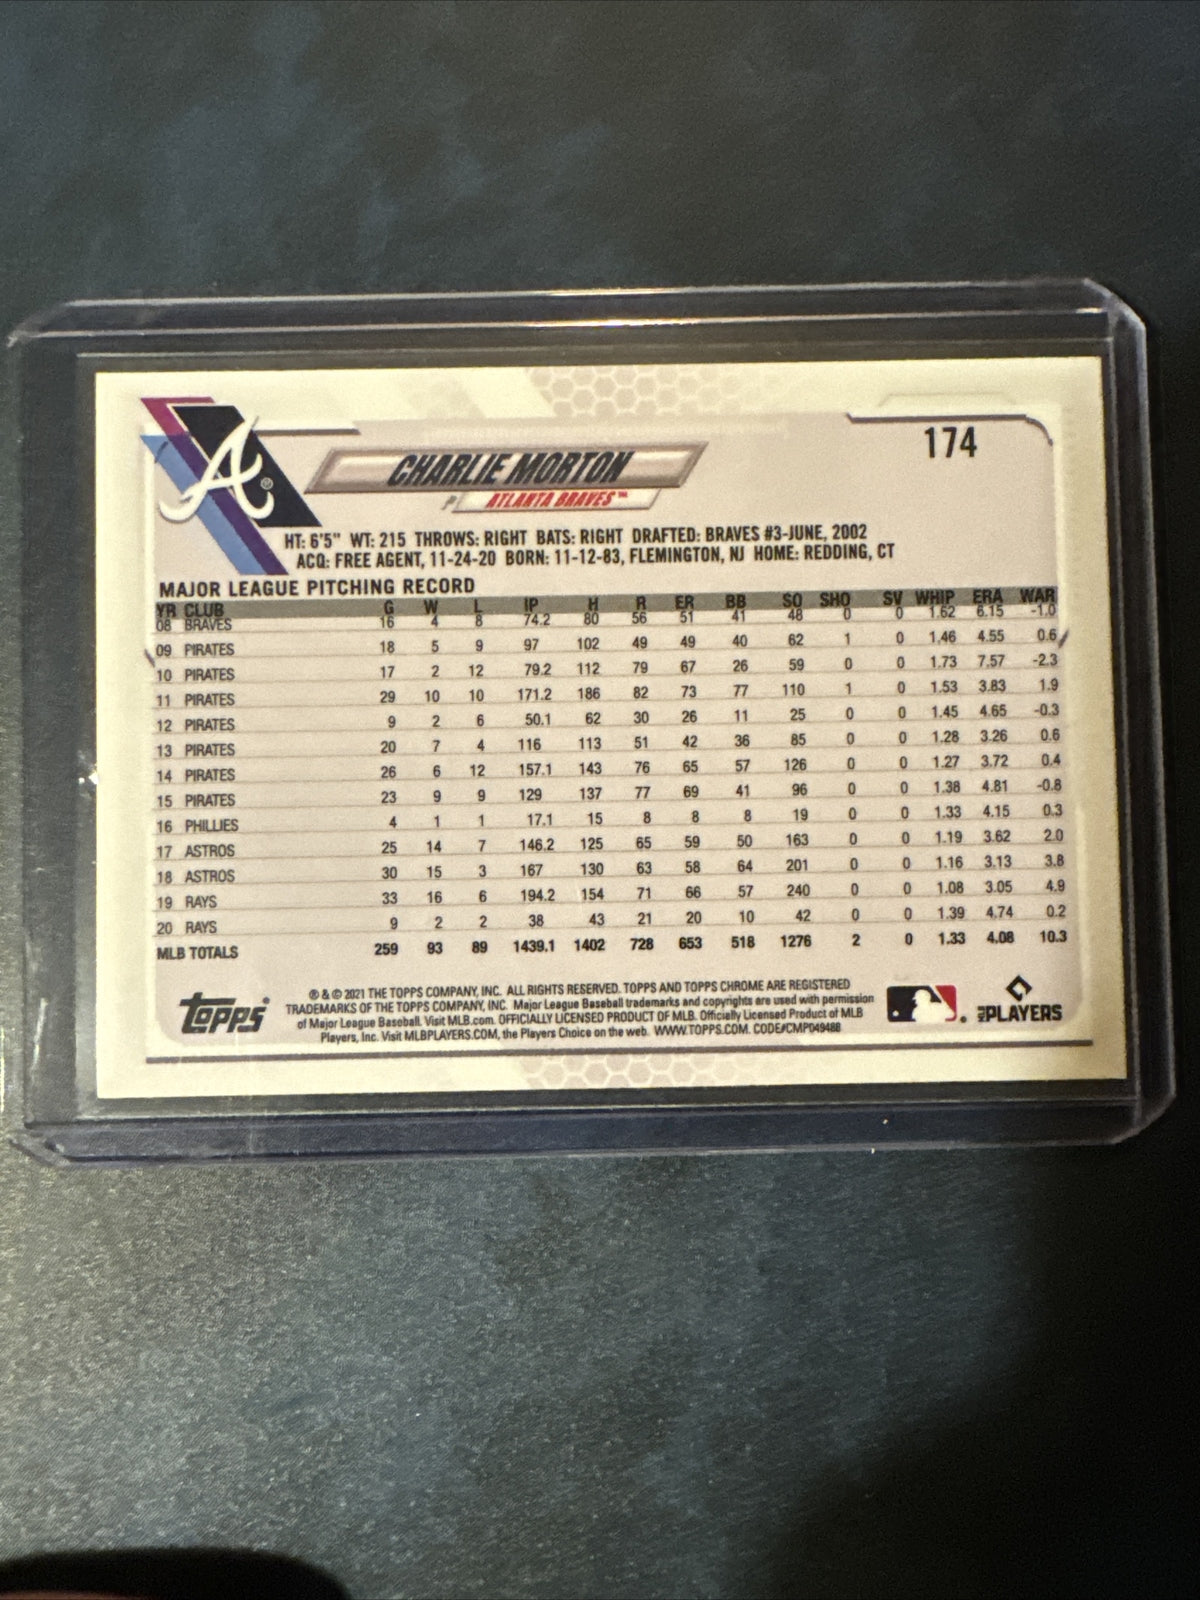 A®
174
CHARLIE MORTON
P ATLANTA BRAVES™
HT: 6'5" WT: 215 THROWS: RIGHT BATS: RIGHT DRAFTED: BRAVES #3-JUNE, 2002
ACQ: FREE AGENT, 11-24-20 BORN: 11-12-83, FLEMINGTON, NJ HOME: REDDING, CT
MAJOR LEAGUE PITCHING RECORD
YR CLUB G W L IP H R ER BB SO SHO SV WHIP ERA WAR
08 BRAVES 16 4 8 74.2 80 56 51 41 48 0 0 1.62 6.15 -1.0
09 PIRATES 18 5 9 97 102 49 49 40 62 1 0 1.46 4.55 0.6
10 PIRATES 17 2 12 79.2 112 79 67 26 59 0 0 1.73 7.57 -2.3
11 PIRATES 29 10 10 171.2 186 82 73 77 110 1 0 1.53 3.83 1.9
12 PIRATES 9 2 6 50.1 62 30 26 11 25 0 0 1.45 4.65 -0.3
13 PIRATES 20 7 4 116 113 51 42 36 85 0 0 1.28 3.26 0.6
14 PIRATES 26 6 12 157.1 143 76 65 57 126 0 0 1.27 3.72 0.4
15 PIRATES 23 9 9 129 137 77 69 41 96 0 0 1.38 4.81 -0.8
16 PHILLIES 4 1 1 17.1 15 8 8 8 19 0 0 1.33 4.15 0.3
17 ASTROS 25 14 7 146.2 125 65 59 50 163 0 0 1.19 3.62 2.0
18 ASTROS 30 15 3 167 130 63 58 64 201 0 0 1.16 3.13 3.8
19 RAYS 33 16 6 194.2 154 71 66 57 240 0 0 1.08 3.05 4.9
20 RAYS 9 2 2 38 43 21 20 10 42 0 0 1.39 4.74 0.2
MLB TOTALS 259 93 89 1439.1 1402 728 653 518 1276 2 0 1.33 4.08 10.3
Topps®
® & © 2021 THE TOPPS COMPANY, INC. ALL RIGHTS RESERVED. TOPPS AND TOPPS CHROME ARE REGISTERED
TRADEMARKS OF THE TOPPS COMPANY, INC. Major League Baseball trademarks and copyrights are used with permission
of Major League Baseball. Visit MLB.com. OFFICIALLY LICENSED PRODUCT OF MLB. Officially Licensed Product of MLB
Players, Inc. Visit MLBPLAYERS.COM, the Players Choice on the web. WWW.TOPPS.COM. CODE#CMP049488
MLB PLAYERS